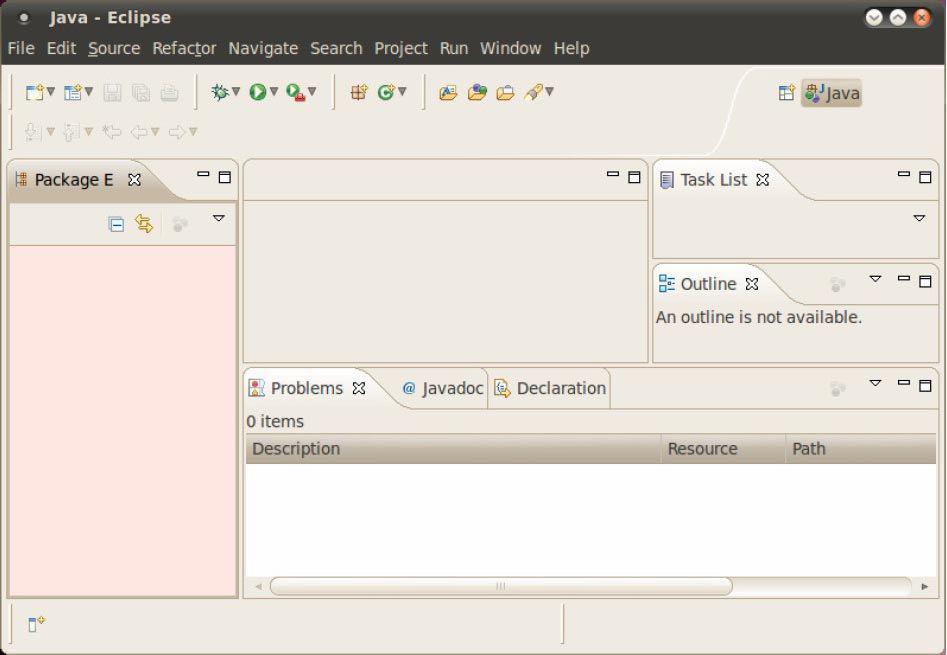 Java - Eclipse
File Edit Source Refactor Navigate Search Project Run Window Help
Java
Package E
Task List
Outline
An outline is not available.
Problems @ Javadoc Declaration
0 items
Description Resource Path